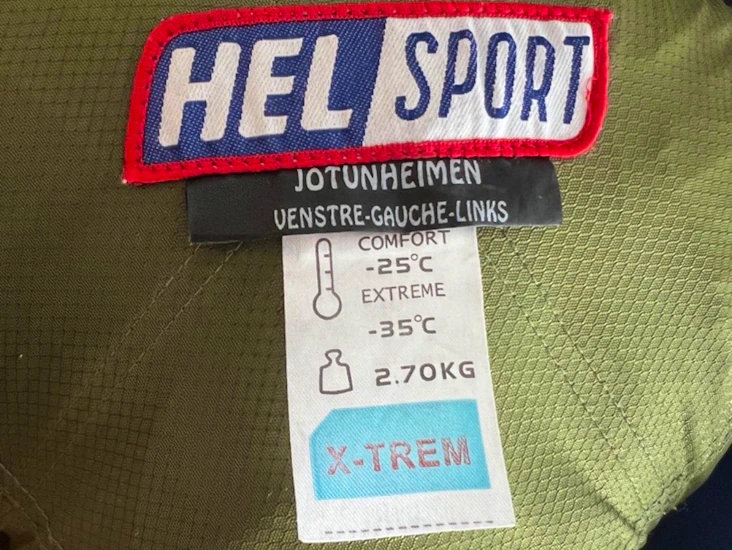 HEL SPORT
JOTUNHEIMEN
VENSTRE-GAUCHE-LINKS
COMFORT
-25°C
EXTREME
-35°C
2.70KG
X-TREM